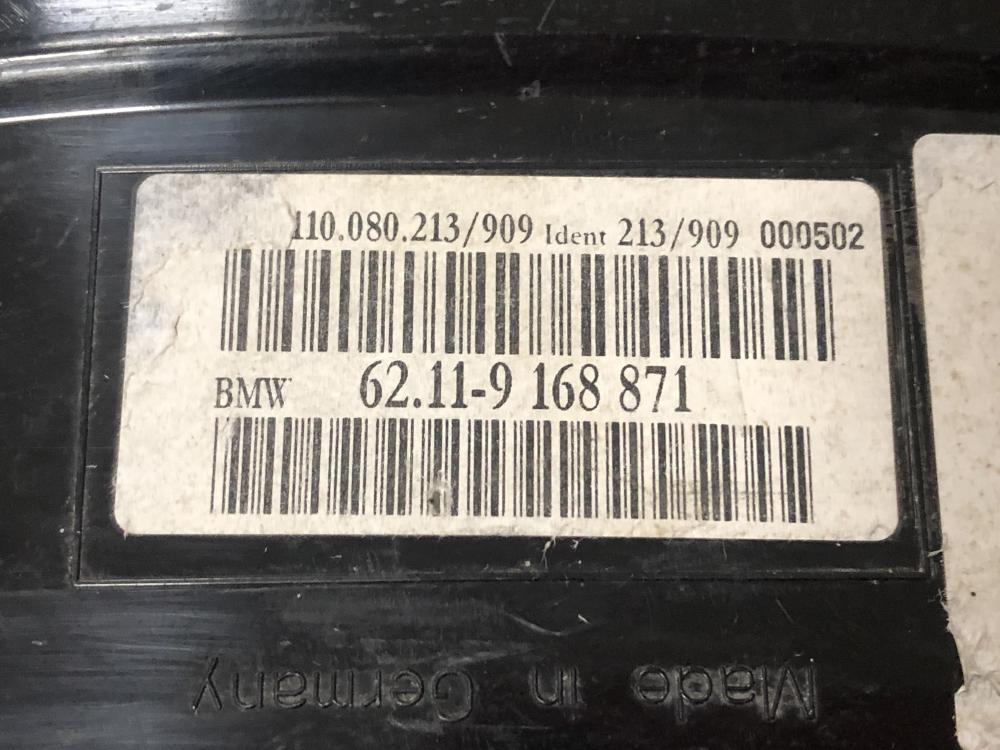 110.080.213/909 Ident 213/909 000502
BMW 62.11-9 168 871
Made in Germany